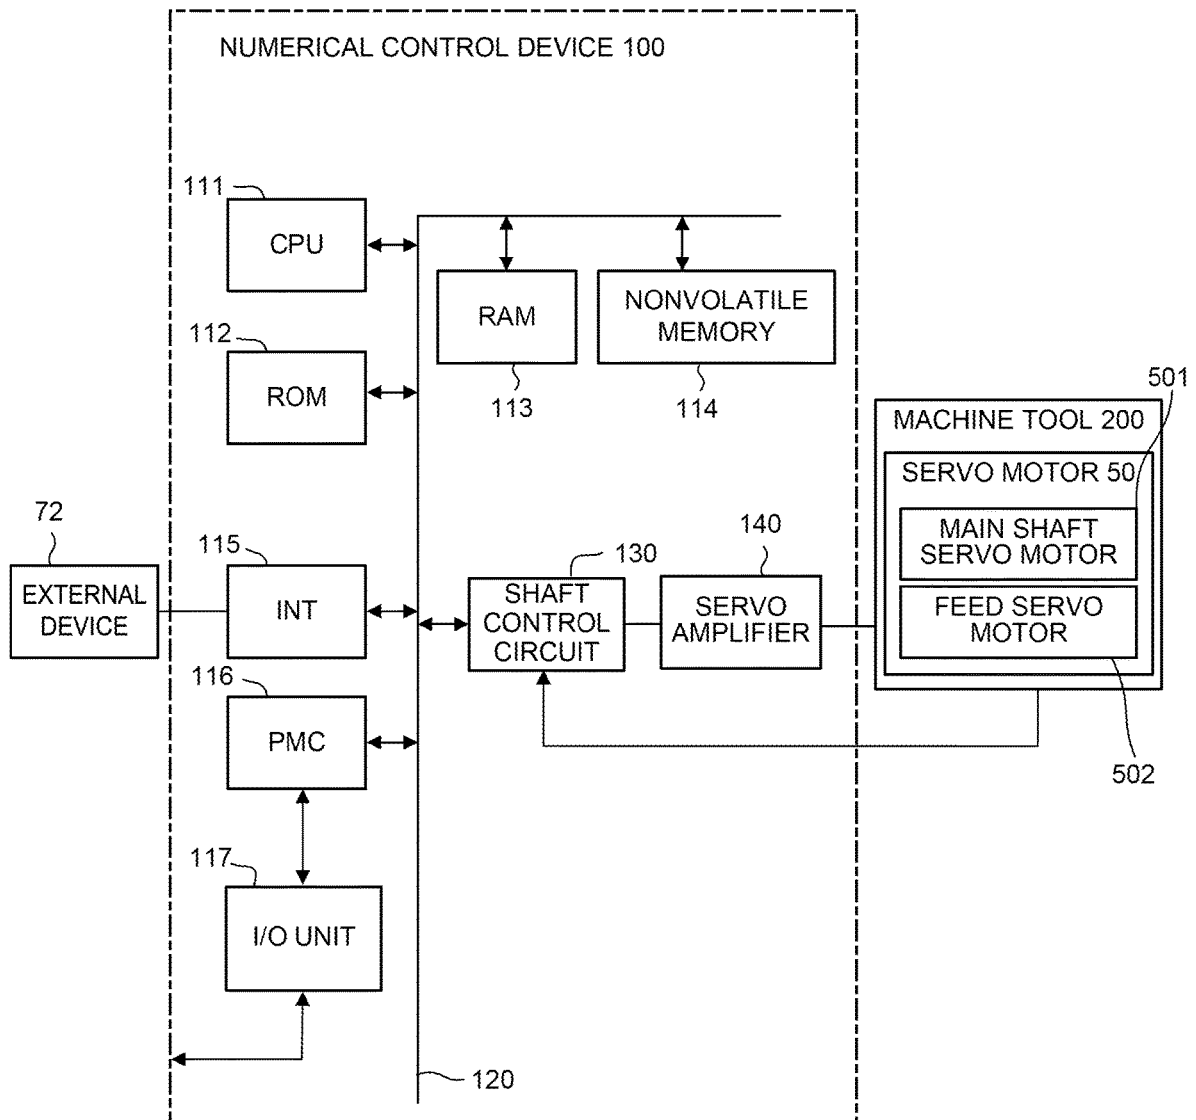 NUMERICAL CONTROL DEVICE 100
111
CPU
RAM
113
NONVOLATILE
MEMORY
114
112
ROM
501
MACHINE TOOL 200
SERVO MOTOR 50
MAIN SHAFT
SERVO MOTOR
FEED SERVO
MOTOR
502
72
EXTERNAL
DEVICE
115
INT
130
SHAFT
CONTROL
CIRCUIT
140
SERVO
AMPLIFIER
116
PMC
117
I/O UNIT
120